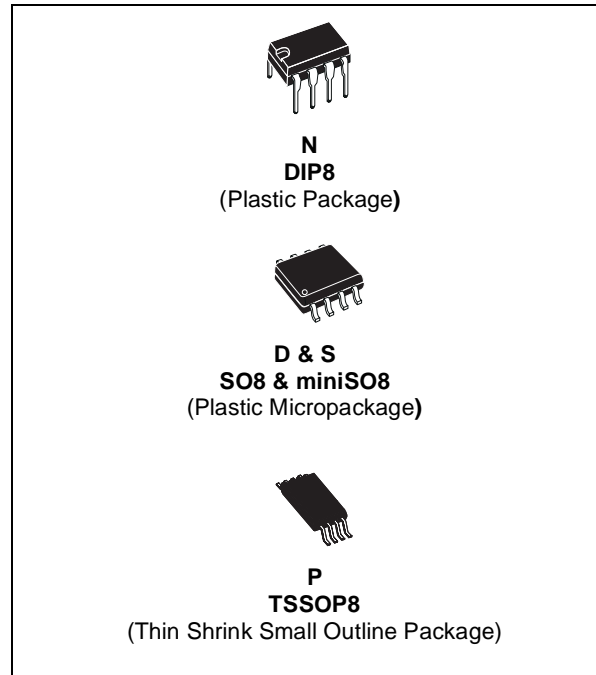 N
DIP8
(Plastic Package)
D & S
SO8 & miniSO8
(Plastic Micropackage)
P
TSSOP8
(Thin Shrink Small Outline Package)